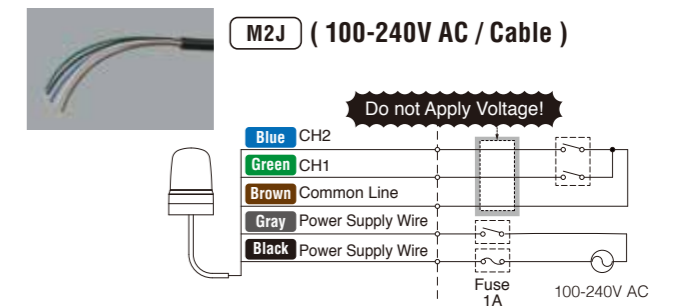 M2J ( 100-240V AC / Cable )
Do not Apply Voltage!
Blue CH2
Green CH1
Brown Common Line
Gray Power Supply Wire
Black Power Supply Wire
Fuse
1A
100-240V AC